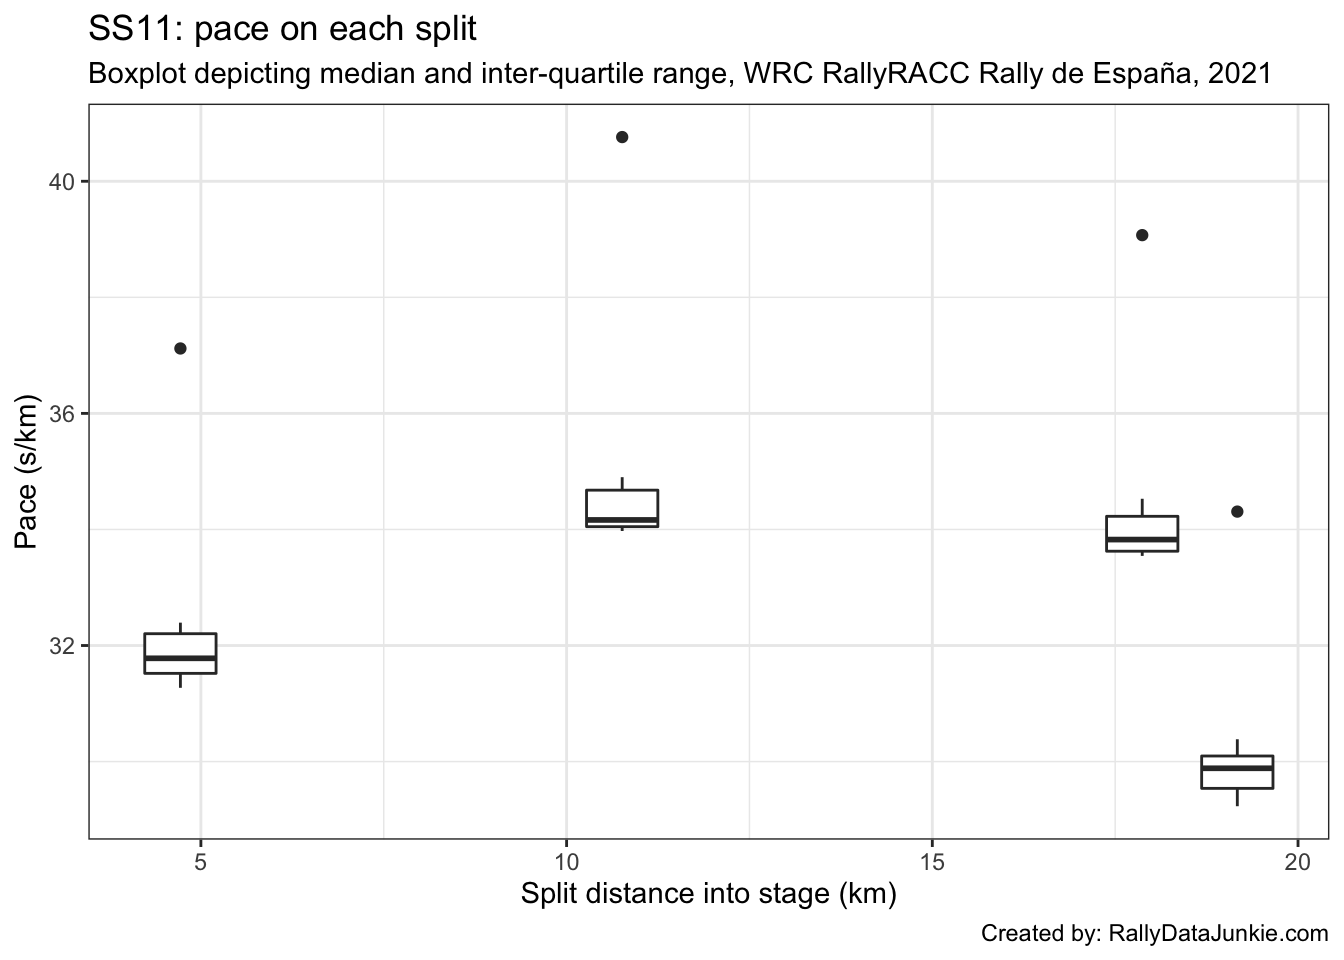 SS11: pace on each split
Boxplot depicting median and inter-quartile range, WRC RallyRACC Rally de España, 2021
40
36
32
Pace (s/km)
5 10 15 20
Split distance into stage (km)
Created by: RallyDataJunkie.com